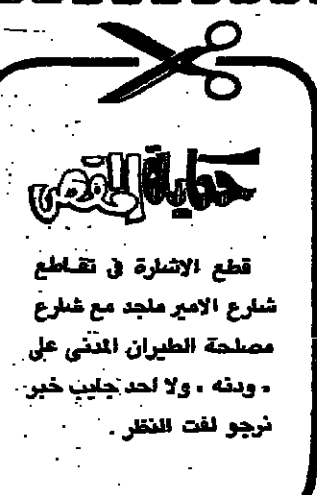 حكاية المقص
قطع الاشارة في تقاطع
شارع الامير ماجد مع شارع
مصلحة الطيران المدني على
« ودنه » ولا احد جايب خبر
نرجو لفت النظر .